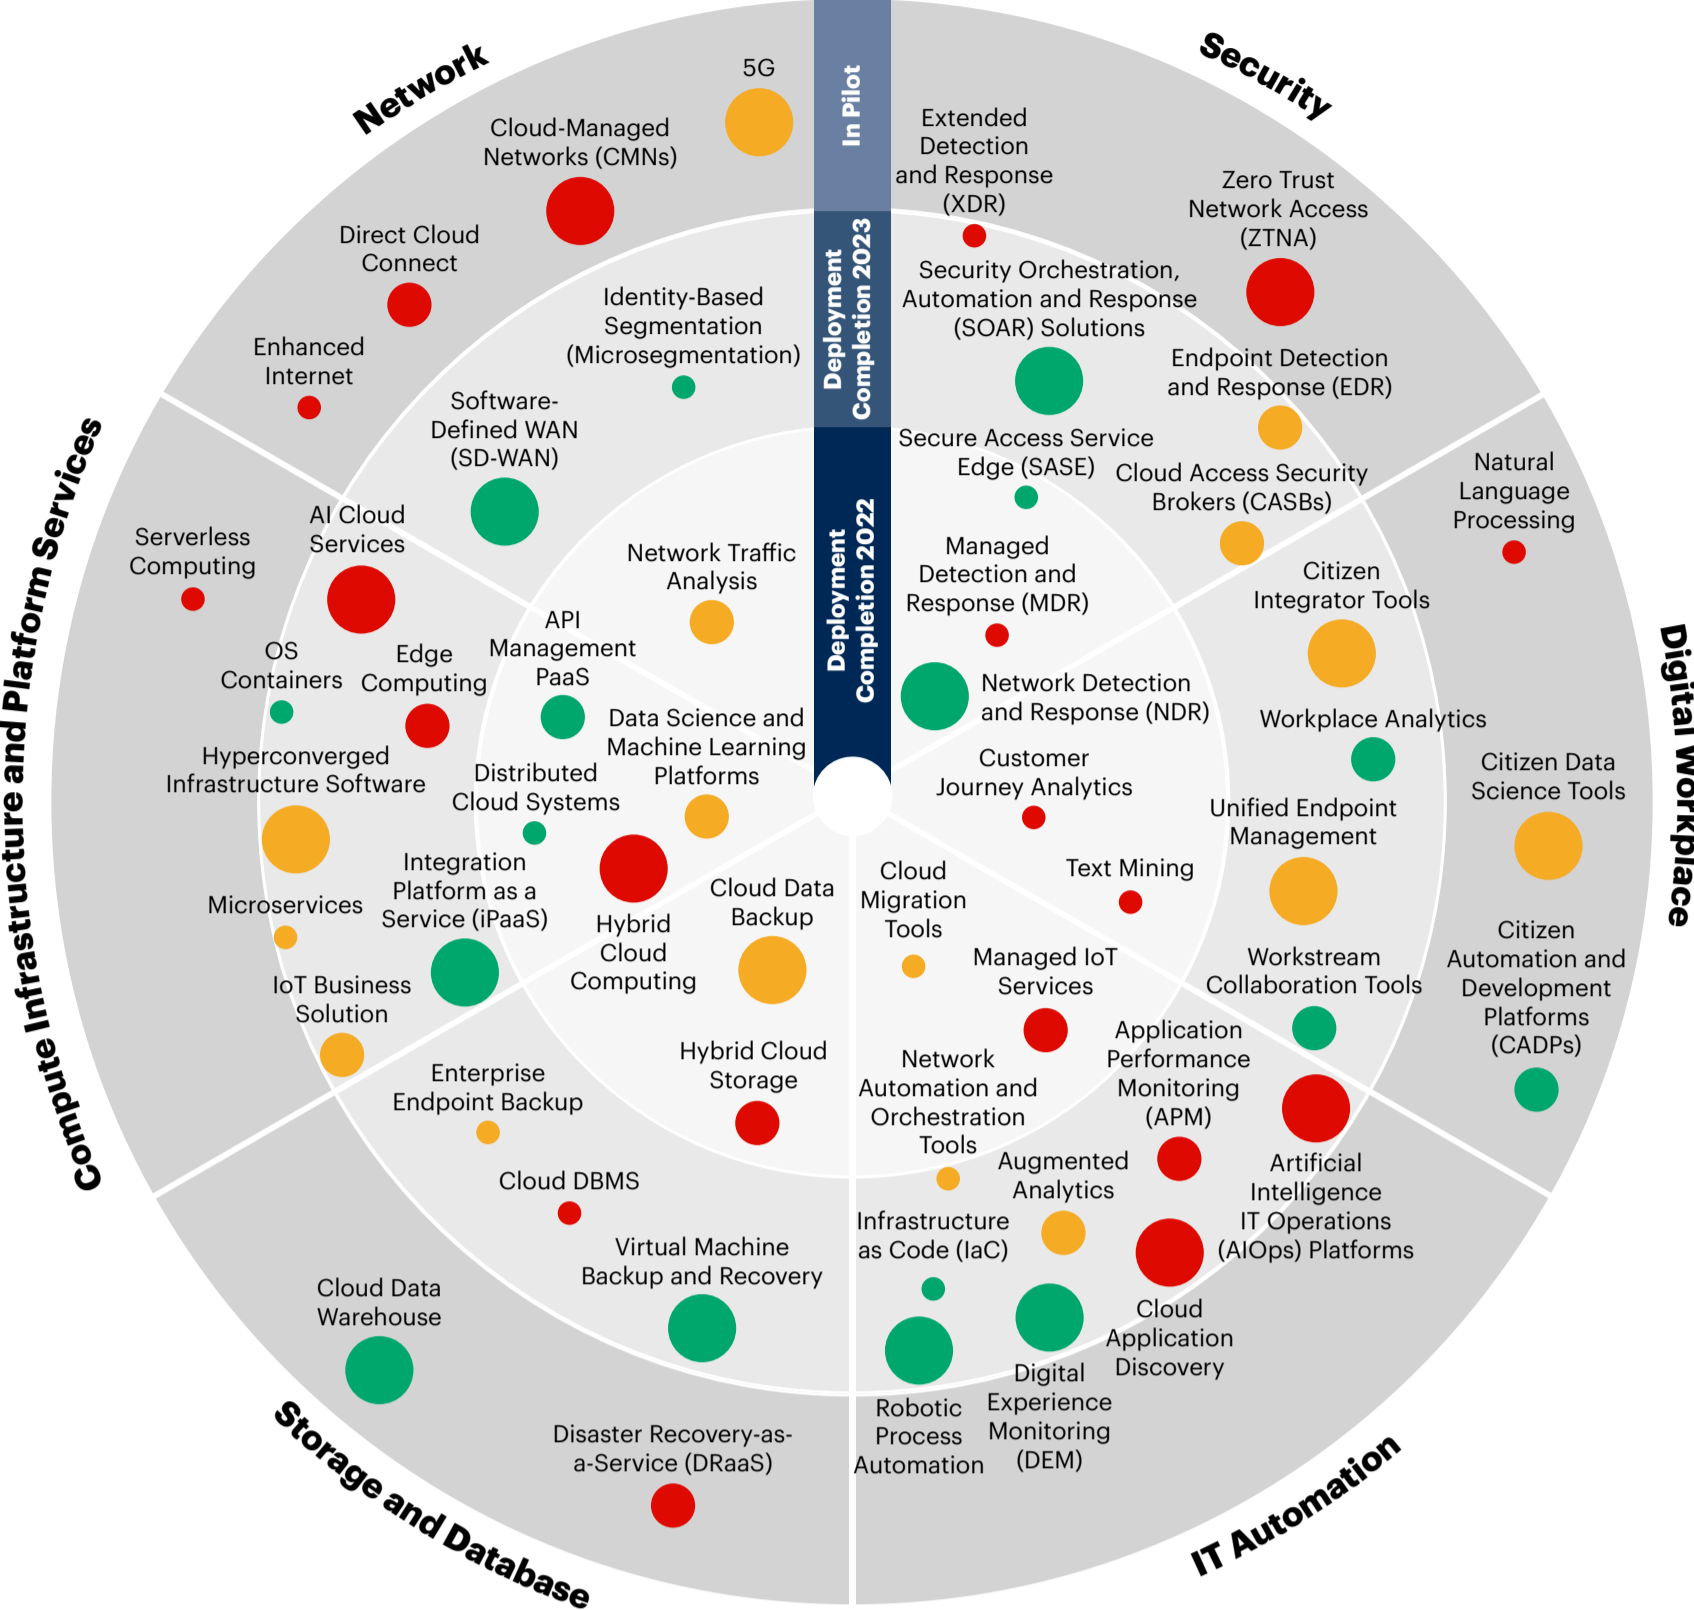 Network
Security
Compute Infrastructure and Platform Services
Digital Workplace
Storage and Database
IT Automation
In Pilot
Deployment
Completion 2023
Deployment
Completion 2022
5G
Cloud-Managed
Networks (CMNs)
Direct Cloud
Connect
Enhanced
Internet
Identity-Based
Segmentation
(Microsegmentation)
Software-
Defined WAN
(SD-WAN)
Network Traffic
Analysis
Extended
Detection
and Response
(XDR)
Zero Trust
Network Access
(ZTNA)
Security Orchestration,
Automation and Response
(SOAR) Solutions
Endpoint Detection
and Response (EDR)
Secure Access Service
Edge (SASE)
Cloud Access Security
Brokers (CASBs)
Managed
Detection and
Response (MDR)
Network Detection
and Response (NDR)
Natural
Language
Processing
Citizen
Integrator Tools
Workplace Analytics
Citizen Data
Science Tools
Unified Endpoint
Management
Customer
Journey Analytics
Text Mining
Workstream
Collaboration Tools
Citizen
Automation and
Development
Platforms
(CADPs)
Cloud
Migration
Tools
Managed IoT
Services
Network
Automation and
Orchestration
Tools
Application
Performance
Monitoring
(APM)
Augmented
Analytics
Artificial
Intelligence
IT Operations
(AIOps) Platforms
Infrastructure
as Code (IaC)
Cloud
Application
Discovery
Digital
Experience
Monitoring
(DEM)
Robotic
Process
Automation
Cloud Data
Backup
Hybrid Cloud
Storage
Enterprise
Endpoint Backup
Cloud DBMS
Virtual Machine
Backup and Recovery
Cloud Data
Warehouse
Disaster Recovery-as-
a-Service (DRaaS)
Serverless
Computing
AI Cloud
Services
OS
Containers
Edge
Computing
API
Management
PaaS
Data Science and
Machine Learning
Platforms
Hyperconverged
Infrastructure Software
Distributed
Cloud Systems
Microservices
Integration
Platform as a
Service (iPaaS)
Hybrid
Cloud
Computing
IoT Business
Solution